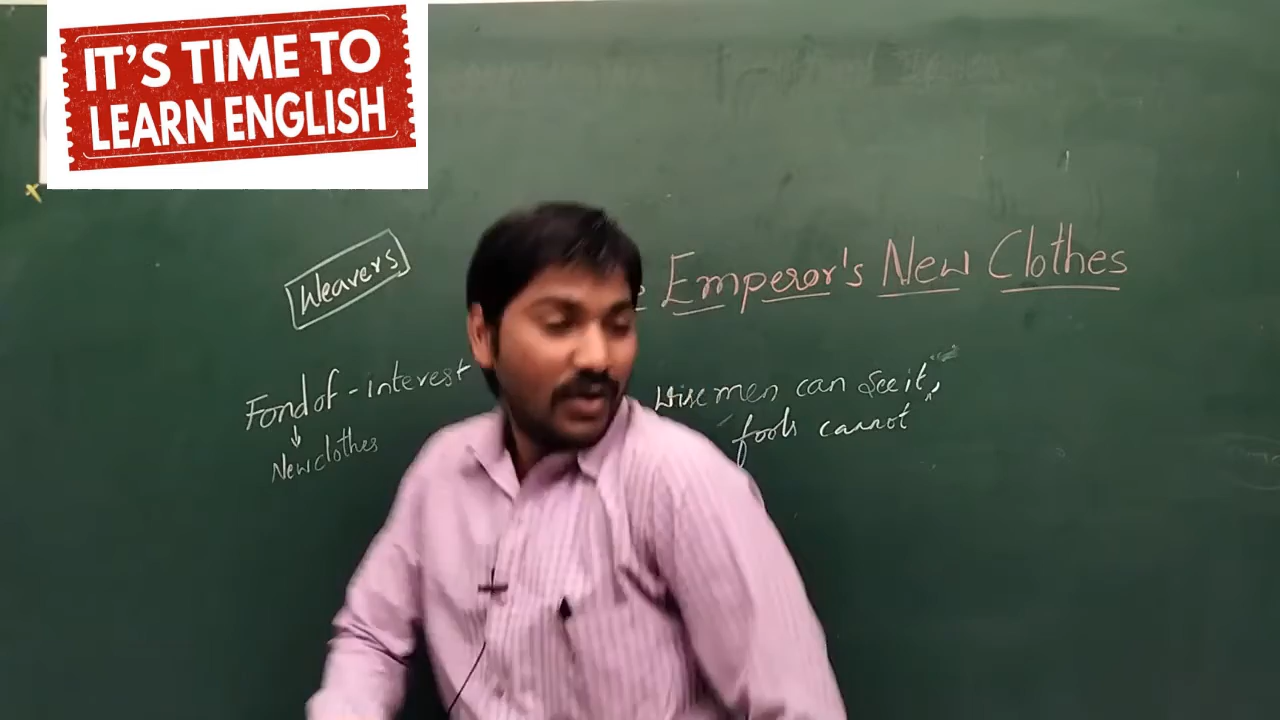 IT'S TIME TO
LEARN ENGLISH
Emperor's New Clothes
Weavers
Fond of - interest
↓
New clothes
Wise men can see it,
fools cannot